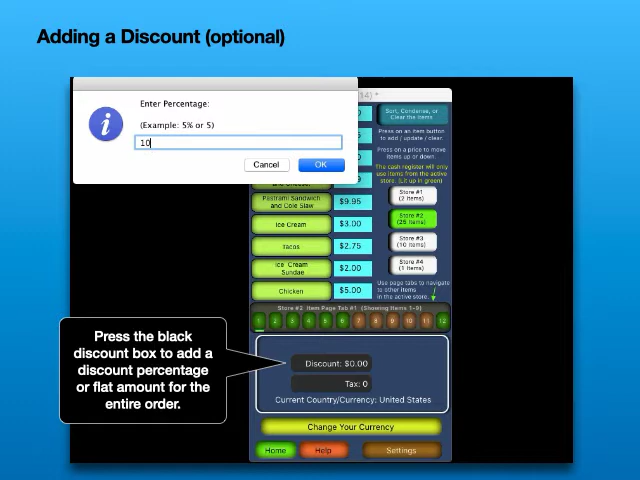 Adding a Discount (optional)
14) *
Enter Percentage:
(Example: 5% or 5)
10
Cancel
OK
Sort, Condense, or
Clear the items
Press on an item button
to add / update / clear.
Press on a price to move
items up or down.
The cash register will only
use items from the active
store. (Lit up in green)
Pastrami Sandwich
and Cole Slaw
$9.95
Ice Cream
$3.00
Tacos
$2.75
Ice Cream
Sundae
$2.00
Chicken
$5.00
Store #1
(2 items)
Store #2
(25 items)
Store #3
(10 items)
Store #4
(1 items)
Use page tabs to navigate
to other items
in the active store.
Store #2 Item Page Tab #1 (Showing Items 1-9)
1 2 3 4 5 6 7 8 9 10 11 12
Press the black
discount box to add a
discount percentage
or flat amount for the
entire order.
Discount: $0.00
Tax: 0
Current Country/Currency: United States
Change Your Currency
Home
Help
Settings